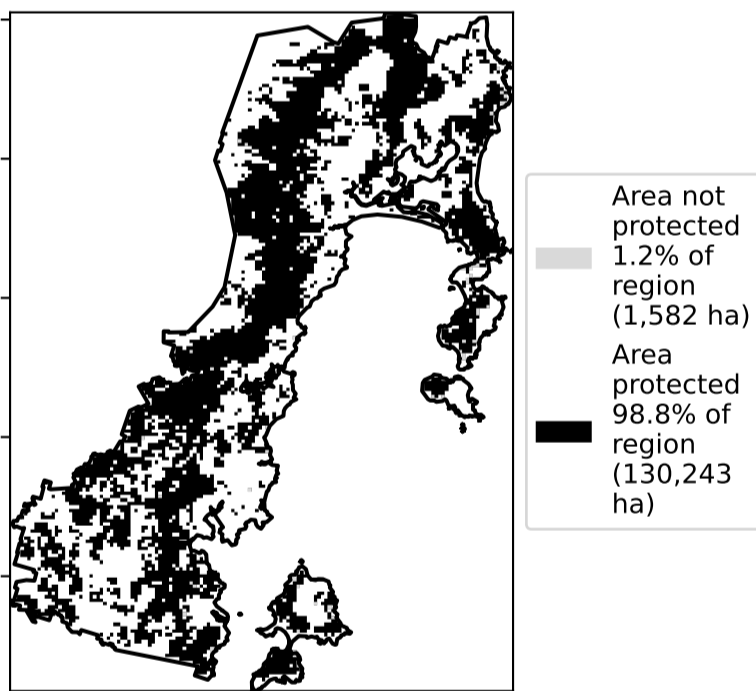 Area not
protected
1.2% of
region
(1,582 ha)
Area
protected
98.8% of
region
(130,243
ha)